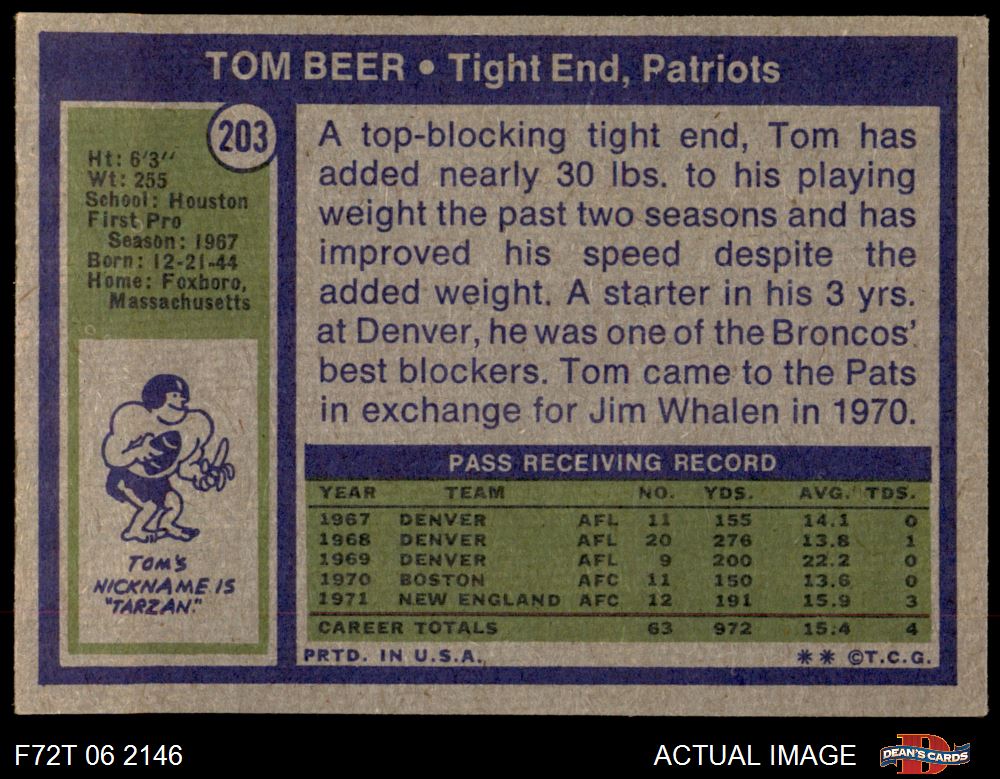 TOM BEER • Tight End, Patriots
203
Ht: 6'3''
Wt: 255
School: Houston
First Pro
Season: 1967
Born: 12-21-44
Home: Foxboro,
Massachusetts
TOM'S
NICKNAME IS
"TARZAN."
A top-blocking tight end, Tom has
added nearly 30 lbs. to his playing
weight the past two seasons and has
improved his speed despite the
added weight. A starter in his 3 yrs.
at Denver, he was one of the Broncos'
best blockers. Tom came to the Pats
in exchange for Jim Whalen in 1970.
PASS RECEIVING RECORD
YEAR TEAM NO. YDS. AVG. TDS.
1967 DENVER AFL 11 155 14.1 0
1968 DENVER AFL 20 276 13.8 1
1969 DENVER AFL 9 200 22.2 0
1970 BOSTON AFC 11 150 13.6 0
1971 NEW ENGLAND AFC 12 191 15.9 3
CAREER TOTALS 63 972 15.4 4
PRTD. IN U.S.A. ** ©T.C.G.
F72T 06 2146 ACTUAL IMAGE DEAN'S CARDS